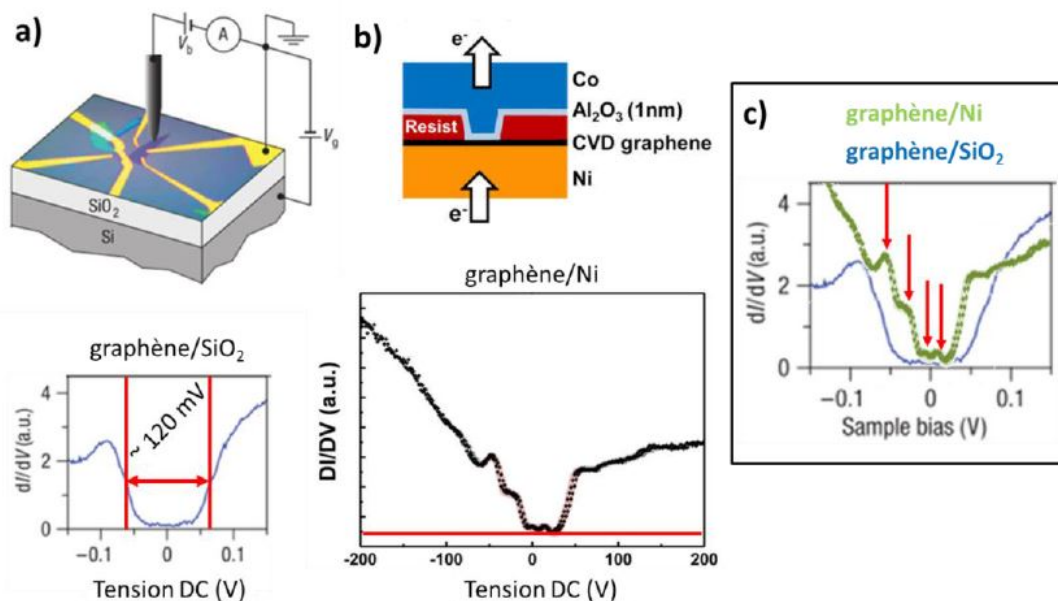 a)
V_b
A
V_g
SiO₂
Si
graphène/SiO₂
dI/dV (a.u.)
4
2
0
~ 120 mV
-0.1
0
0.1
Tension DC (V)
b)
e⁻
Co
Al₂O₃ (1nm)
Resist
CVD graphene
Ni
e⁻
graphène/Ni
DI/DV (a.u.)
-200
-100
0
100
200
Tension DC (V)
c)
graphène/Ni
graphène/SiO₂
dI/dV (a.u.)
4
2
0
−0.1
0
0.1
Sample bias (V)